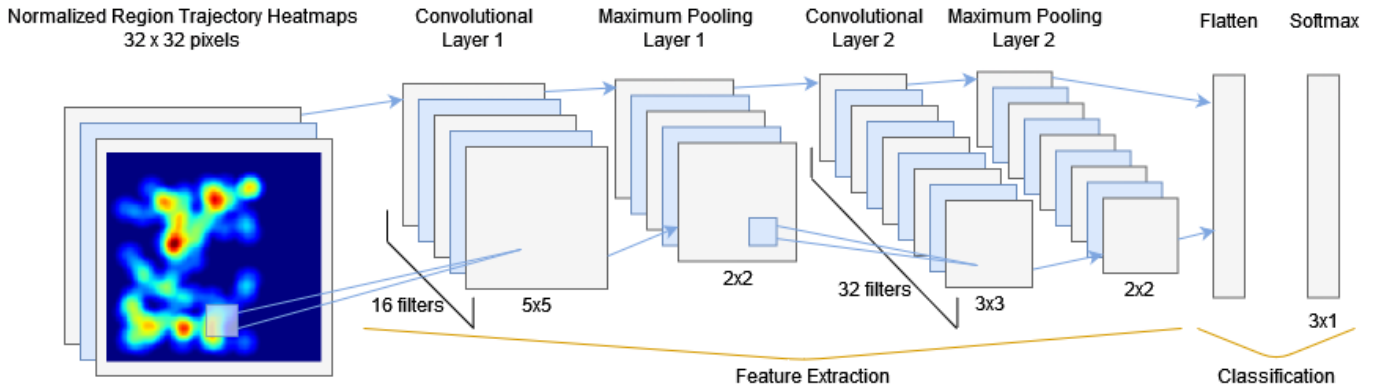 Normalized Region Trajectory Heatmaps
32 x 32 pixels
Convolutional
Layer 1
Maximum Pooling
Layer 1
Convolutional
Layer 2
Maximum Pooling
Layer 2
Flatten
Softmax
16 filters
5x5
2x2
32 filters
3x3
2x2
3x1
Feature Extraction
Classification